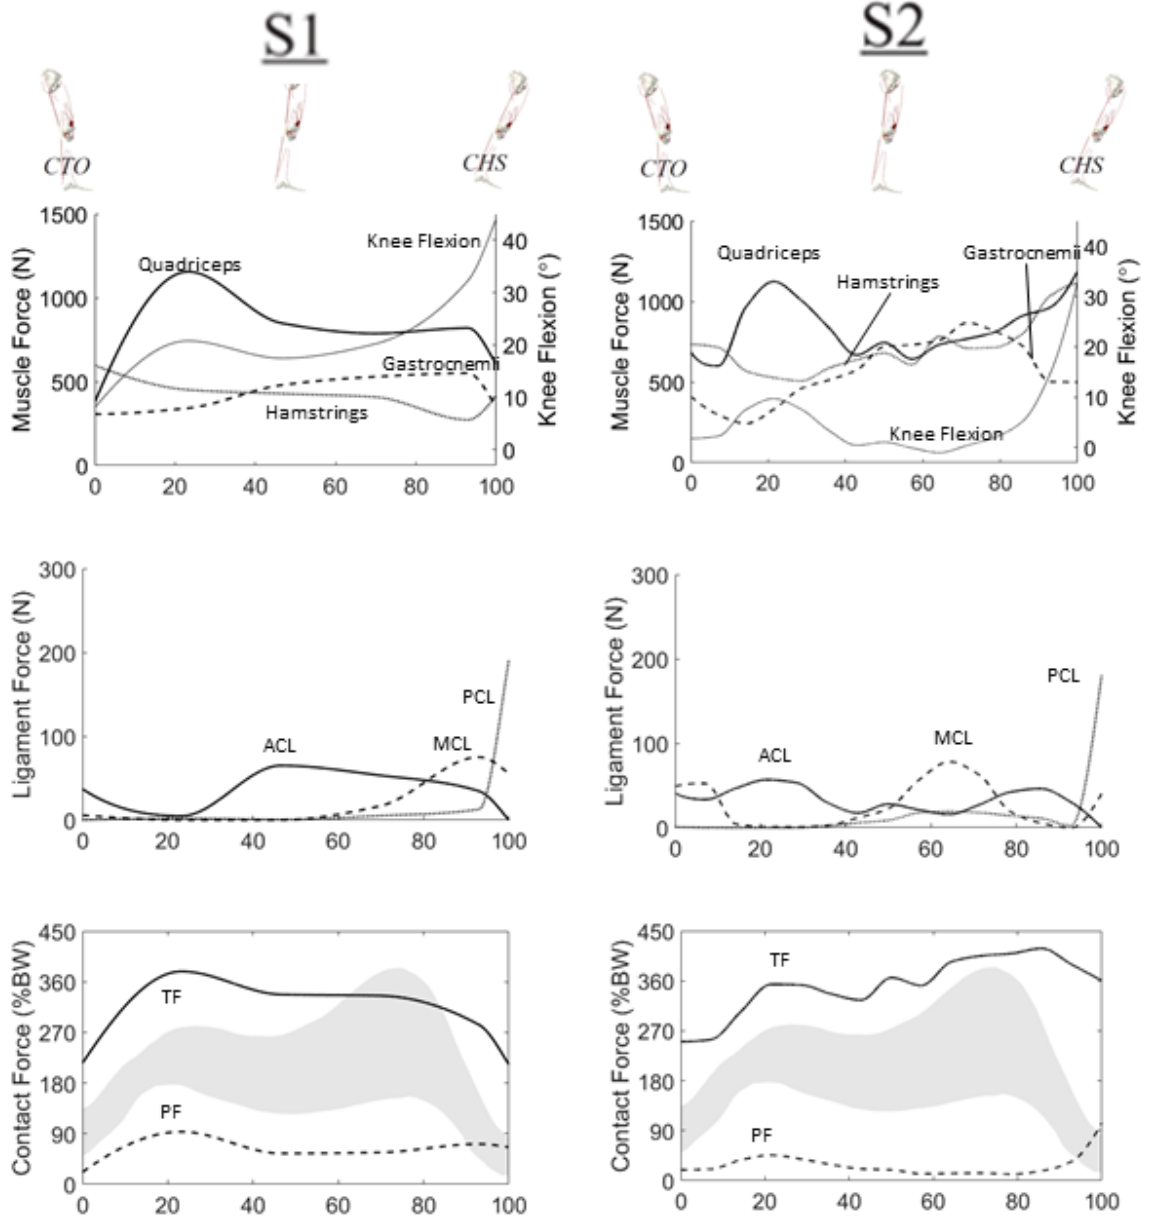 S1
S2
CTO
CHS
CTO
CHS
Muscle Force (N)
1500
1000
500
0
Quadriceps
Knee Flexion
Gastrocnemii
Hamstrings
40
30
20
10
0
Knee Flexion (°)
0 20 40 60 80 100
Muscle Force (N)
1500
1000
500
0
Quadriceps
Hamstrings
Gastrocnemii
Knee Flexion
40
30
20
10
0
Knee Flexion (°)
0 20 40 60 80 100
Ligament Force (N)
300
200
100
0
ACL
MCL
PCL
0 20 40 60 80 100
Ligament Force (N)
300
200
100
0
ACL
MCL
PCL
0 20 40 60 80 100
Contact Force (%BW)
450
360
270
180
90
0
TF
PF
0 20 40 60 80 100
Contact Force (%BW)
450
360
270
180
90
0
TF
PF
0 20 40 60 80 100